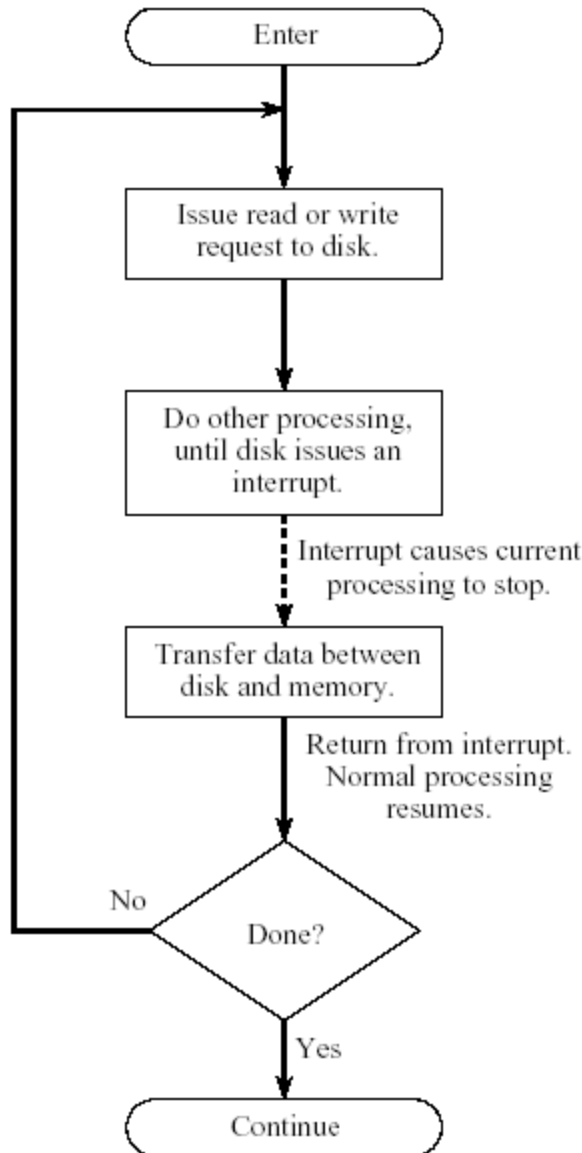 Enter
Issue read or write
request to disk.
Do other processing,
until disk issues an
interrupt.
Interrupt causes current
processing to stop.
Transfer data between
disk and memory.
Return from interrupt.
Normal processing
resumes.
No
Done?
Yes
Continue